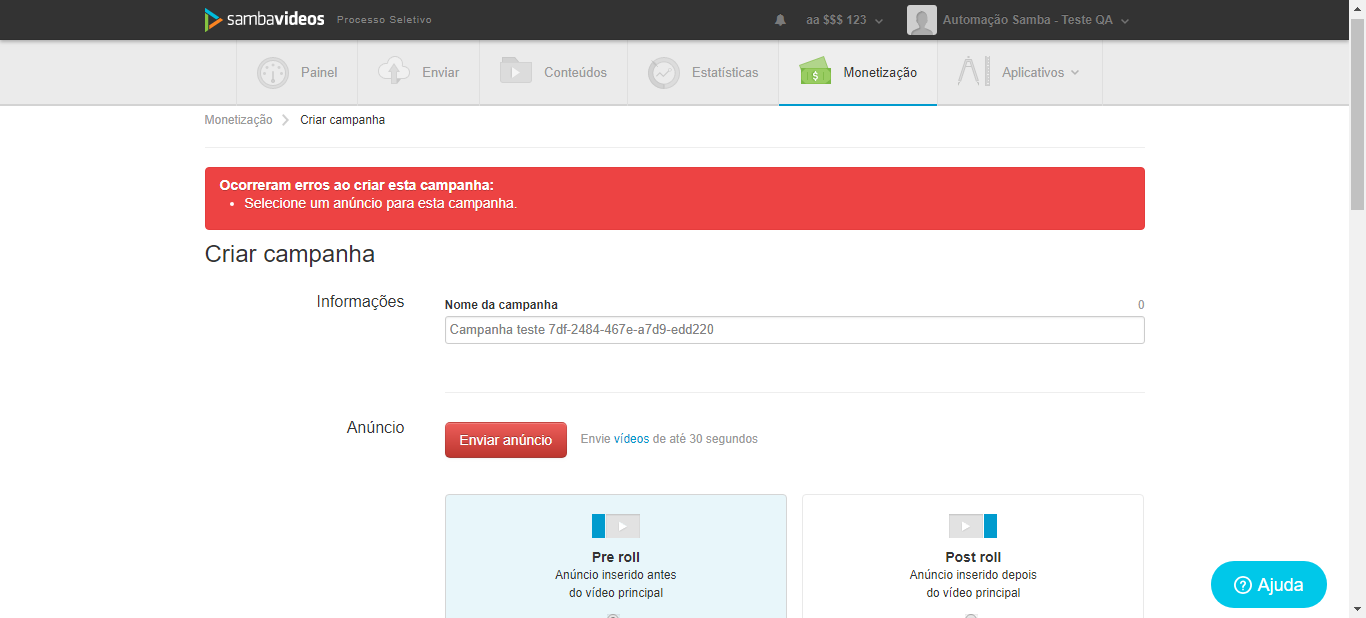 sambavideos Processo Seletivo aa $$$ 123 Automação Samba - Teste QA
Painel Enviar Conteúdos Estatísticas $ Monetização Aplicativos
Monetização Criar campanha
Ocorreram erros ao criar esta campanha:
• Selecione um anúncio para esta campanha.
Criar campanha
Informações
Nome da campanha 0
Campanha teste 7df-2484-467e-a7d9-edd220
Anúncio
Enviar anúncio Envie vídeos de até 30 segundos
Pre roll
Anúncio inserido antes
do vídeo principal
Post roll
Anúncio inserido depois
do vídeo principal
? Ajuda